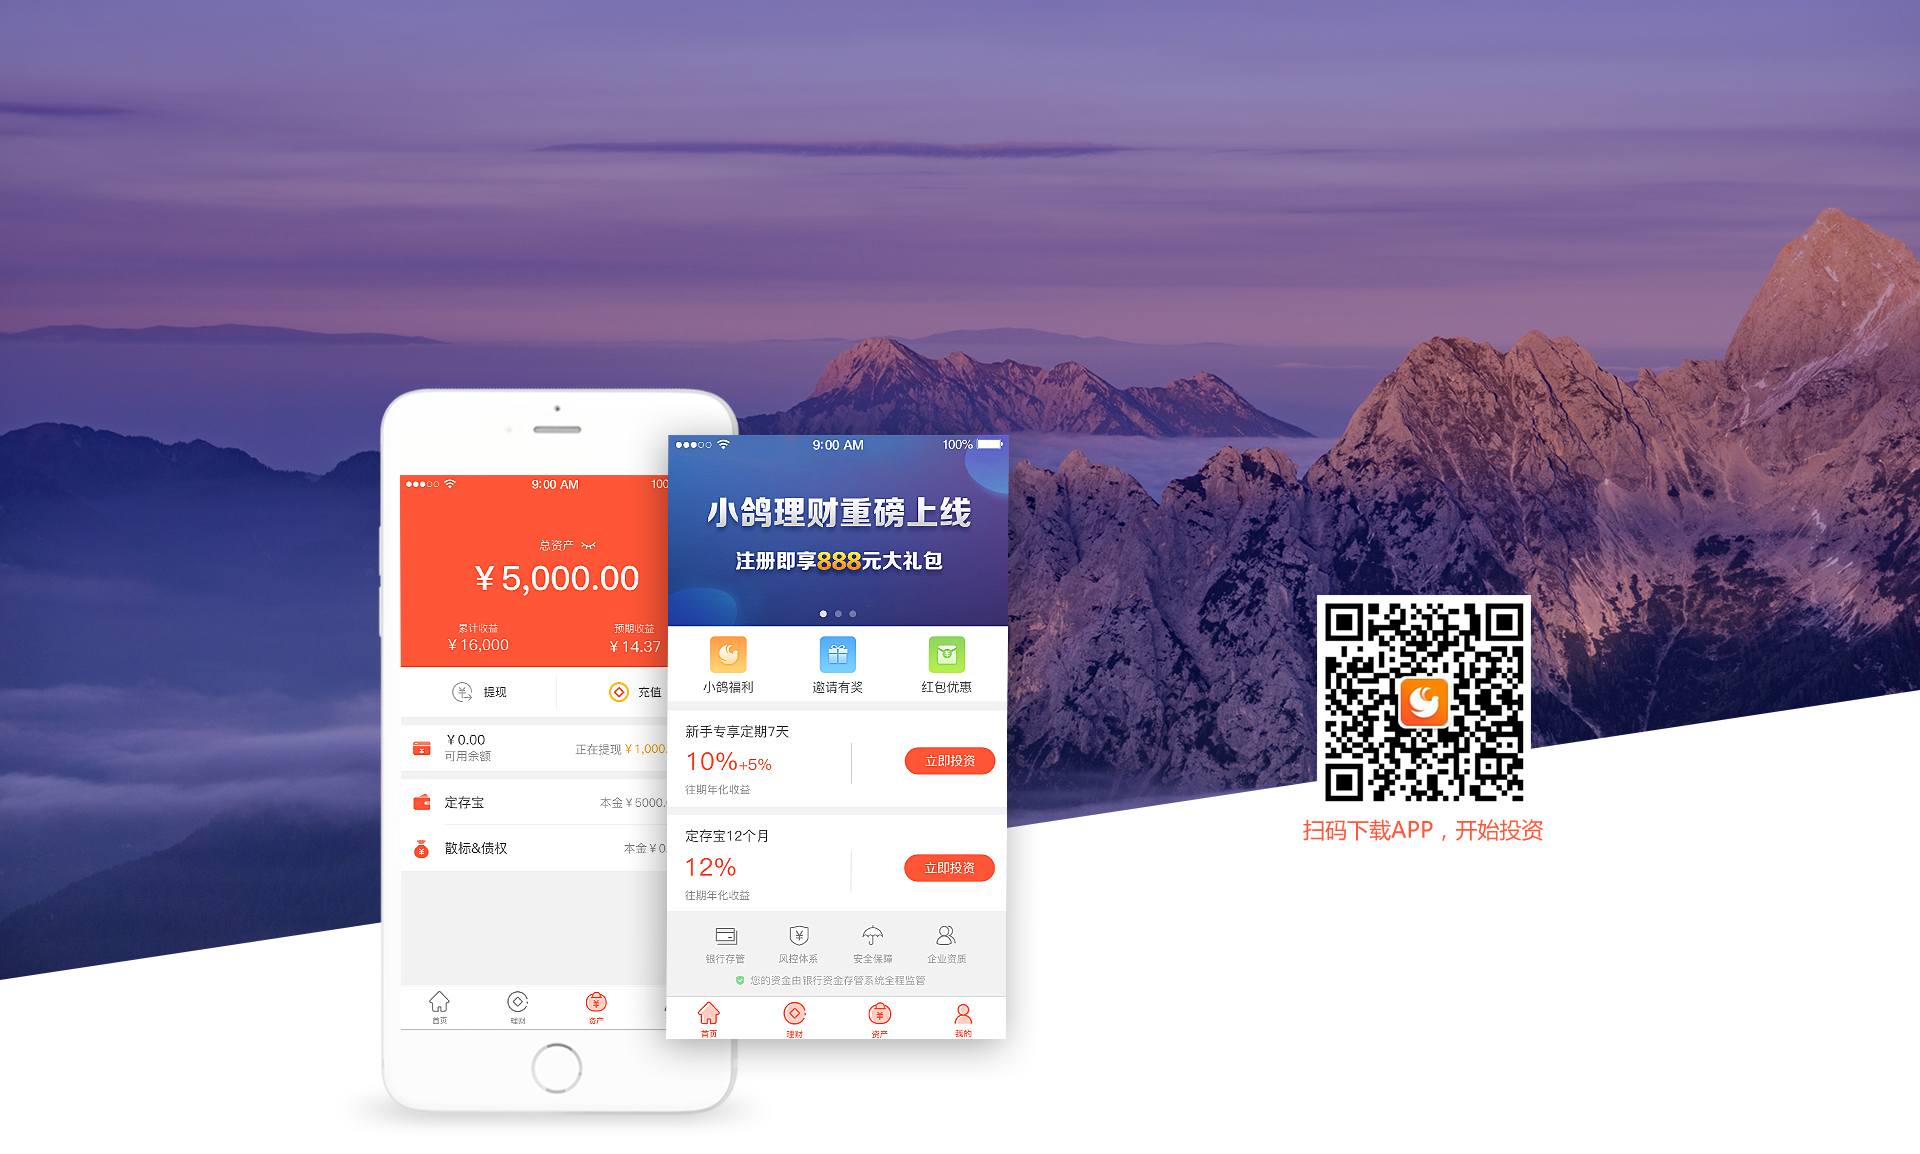 9:00 AM
100
总资产
￥5,000.00
累计收益
￥16,000
预期收益
￥14.37
提现
充值
￥0.00
可用余额
正在提现￥1,000.
定存宝
本金￥5000.
散标&债权
本金￥0.
首页
理财
资产
9:00 AM
100%
小鸽理财重磅上线
注册即享888元大礼包
小鸽福利
邀请有奖
红包优惠
新手专享定期7天
10%+5%
往期年化收益
立即投资
定存宝12个月
12%
往期年化收益
立即投资
银行存管
风控体系
安全保障
企业资质
您的资金由银行资金存管系统全程监管
首页
理财
资产
我的
扫码下载APP，开始投资